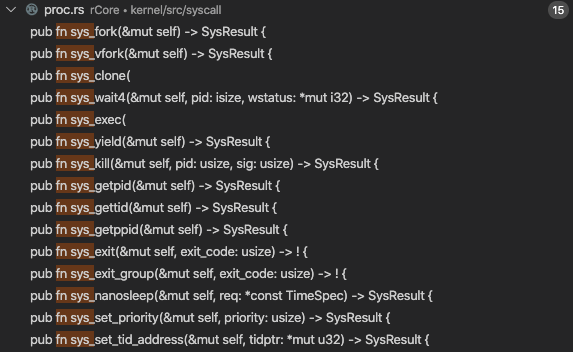 proc.rs rCore • kernel/src/syscall 15
pub fn sys_fork(&mut self) -> SysResult {
pub fn sys_vfork(&mut self) -> SysResult {
pub fn sys_clone(
pub fn sys_wait4(&mut self, pid: isize, wstatus: *mut i32) -> SysResult {
pub fn sys_exec(
pub fn sys_yield(&mut self) -> SysResult {
pub fn sys_kill(&mut self, pid: usize, sig: usize) -> SysResult {
pub fn sys_getpid(&mut self) -> SysResult {
pub fn sys_gettid(&mut self) -> SysResult {
pub fn sys_getppid(&mut self) -> SysResult {
pub fn sys_exit(&mut self, exit_code: usize) -> ! {
pub fn sys_exit_group(&mut self, exit_code: usize) -> ! {
pub fn sys_nanosleep(&mut self, req: *const TimeSpec) -> SysResult {
pub fn sys_set_priority(&mut self, priority: usize) -> SysResult {
pub fn sys_set_tid_address(&mut self, tidptr: *mut u32) -> SysResult {